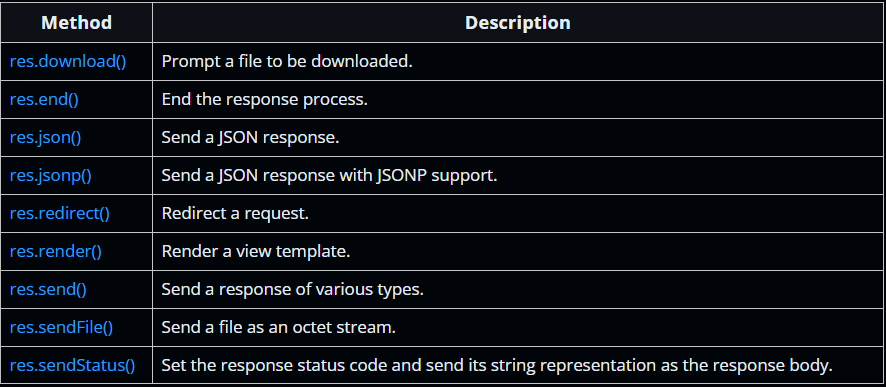 Method Description
res.download() Prompt a file to be downloaded.
res.end() End the response process.
res.json() Send a JSON response.
res.jsonp() Send a JSON response with JSONP support.
res.redirect() Redirect a request.
res.render() Render a view template.
res.send() Send a response of various types.
res.sendFile() Send a file as an octet stream.
res.sendStatus() Set the response status code and send its string representation as the response body.